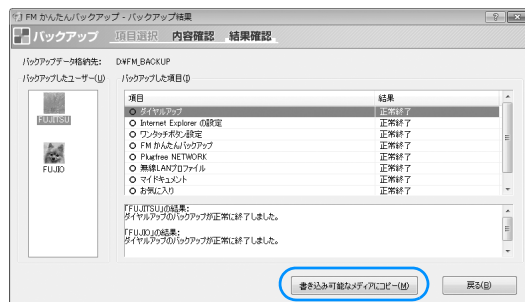 FM かんたんバックアップ - バックアップ結果
バックアップ 項目選択 内容確認 結果確認
バックアップデータ格納先: D:¥FM_BACKUP
バックアップしたユーザー(U) バックアップした項目(I)
FUJITSU
FUJIO
項目 結果
ダイヤルアップ 正常終了
Internet Explorer の設定 正常終了
ワンタッチボタン設定 正常終了
FM かんたんバックアップ 正常終了
Plugfree NETWORK 正常終了
無線LANプロファイル 正常終了
マイドキュメント 正常終了
お気に入り 正常終了
「FUJITSU」の結果:
ダイヤルアップのバックアップが正常に終了しました。
「FUJIO」の結果:
ダイヤルアップのバックアップが正常に終了しました。
書き込み可能なメディアにコピー(M) 戻る(B)